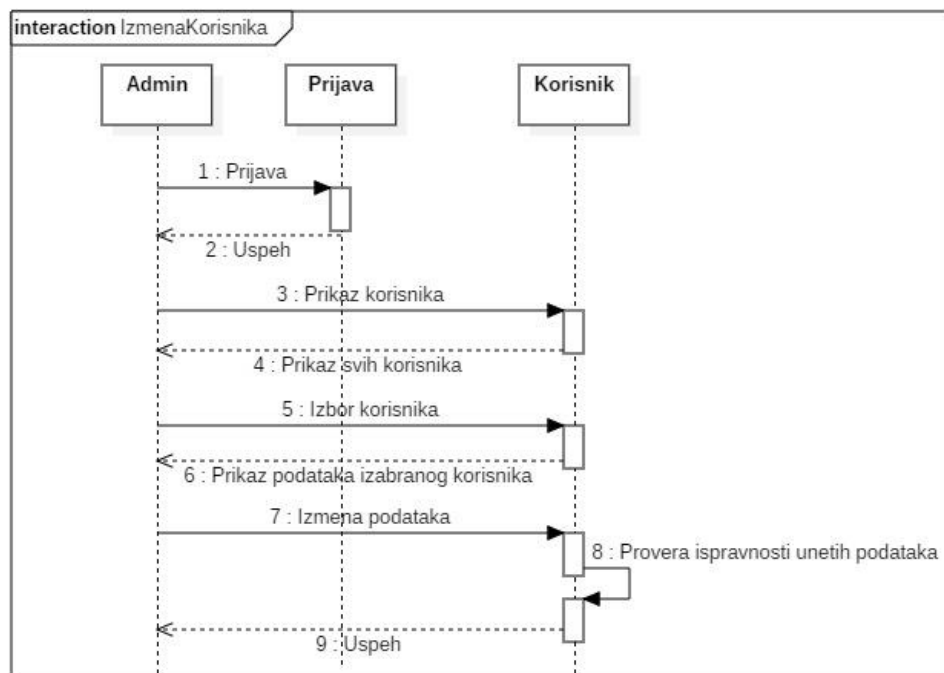 interaction IzmenaKorisnika
Admin
Prijava
Korisnik
1 : Prijava
2 : Uspeh
3 : Prikaz korisnika
4 : Prikaz svih korisnika
5 : Izbor korisnika
6 : Prikaz podataka izabranog korisnika
7 : Izmena podataka
8 : Provera ispravnosti unetih podataka
9 : Uspeh